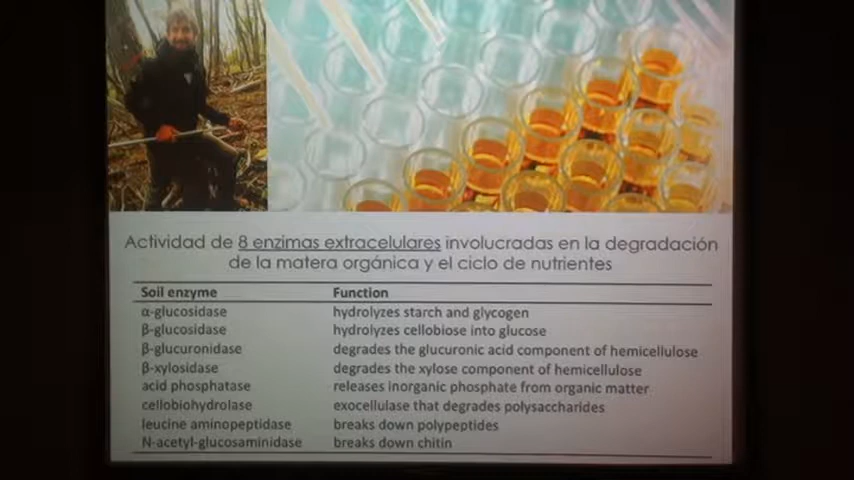 Actividad de 8 enzimas extracelulares involucradas en la degradación
de la matera orgánica y el ciclo de nutrientes
Soil enzyme Function
α-glucosidase hydrolyzes starch and glycogen
β-glucosidase hydrolyzes cellobiose into glucose
β-glucuronidase degrades the glucuronic acid component of hemicellulose
β-xylosidase degrades the xylose component of hemicellulose
acid phosphatase releases inorganic phosphate from organic matter
cellobiohydrolase exocellulase that degrades polysaccharides
leucine aminopeptidase breaks down polypeptides
N-acetyl-glucosaminidase breaks down chitin